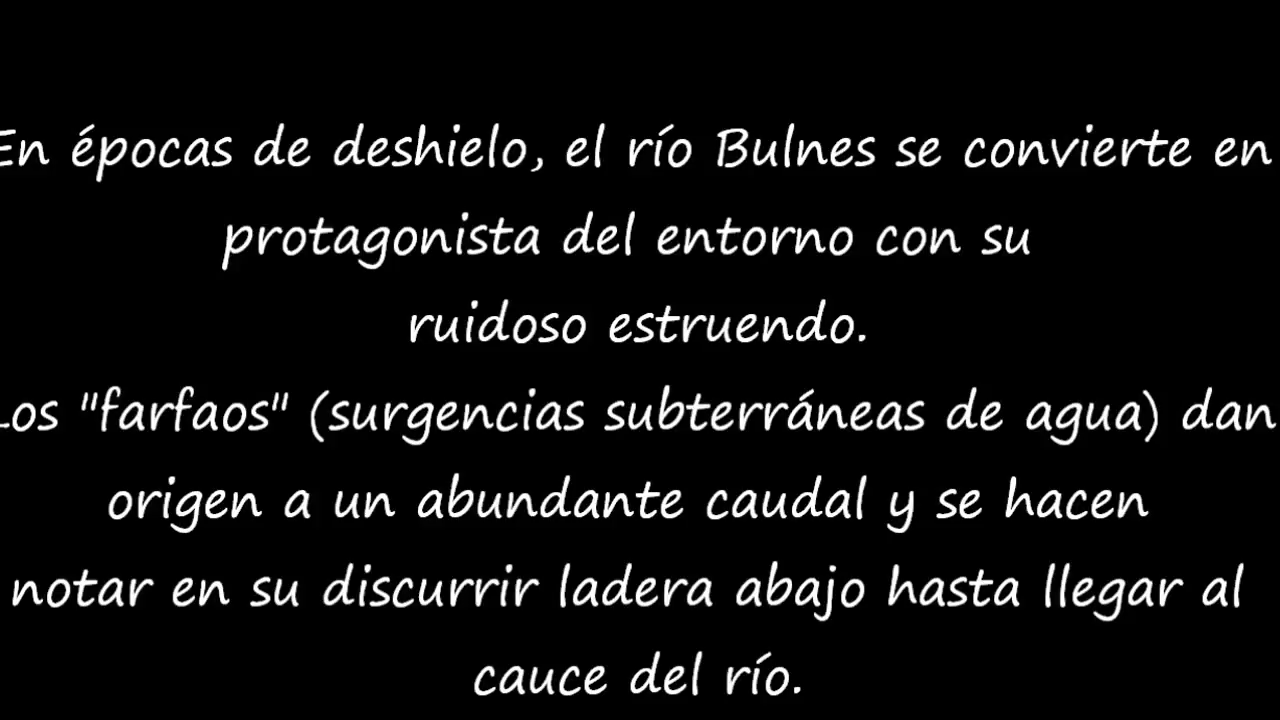 En épocas de deshielo, el río Bulnes se convierte en
protagonista del entorno con su
ruidoso estruendo.
Los "farfaos" (surgencias subterráneas de agua) dan
origen a un abundante caudal y se hacen
notar en su discurrir ladera abajo hasta llegar al
cauce del río.